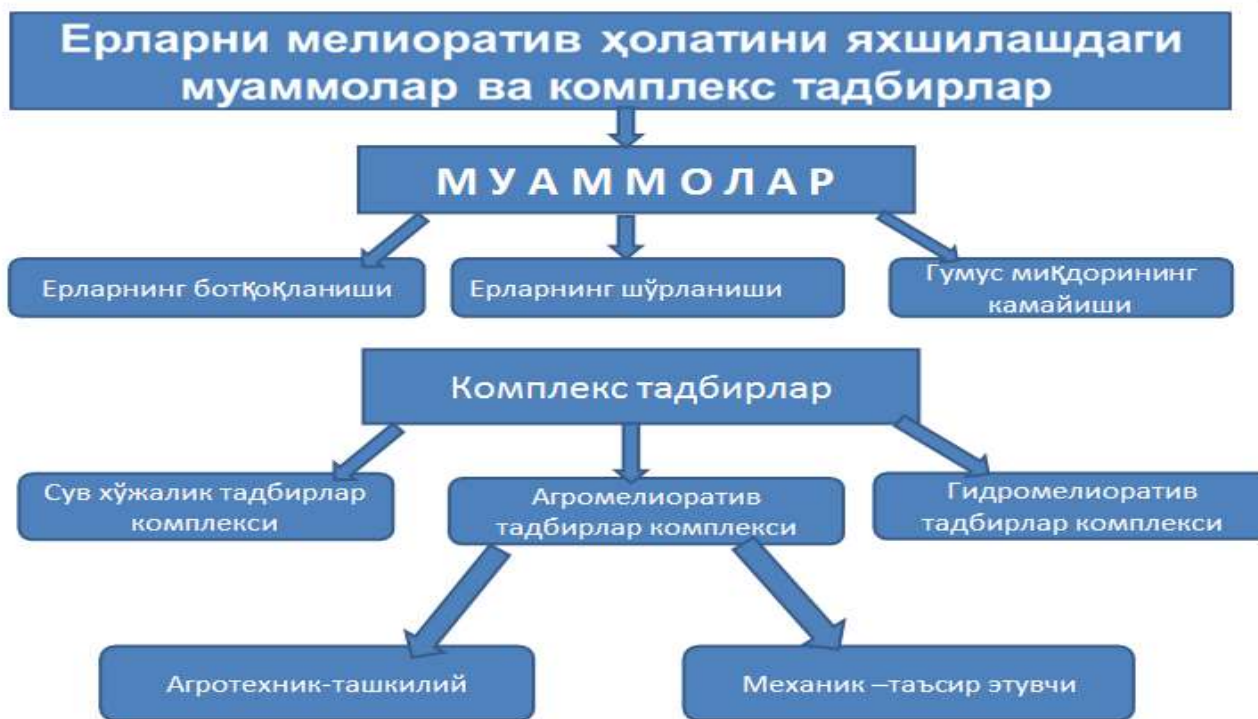 Ерларни мелиоратив ҳолатини яхшилашдаги
муаммолар ва комплекс тадбирлар
М У А М М О Л А Р
Ерларнинг ботқоқланиши
Ерларнинг шўрланиши
Гумус миқдорининг
камайиши
Комплекс тадбирлар
Сув хўжалик тадбирлар
комплекси
Агромелиоратив
тадбирлар комплекси
Гидромелиоратив
тадбирлар комплекси
Агротехник-ташкилий
Механик –таъсир этувчи